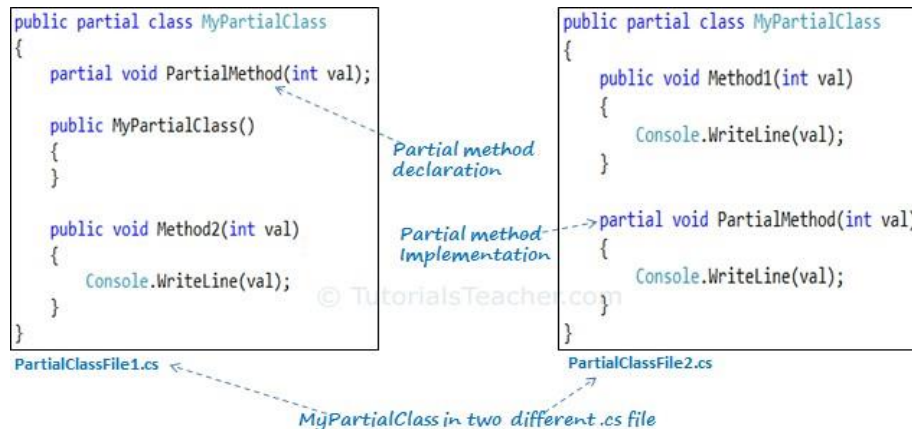 public partial class MyPartialClass
{
partial void PartialMethod(int val);
public MyPartialClass()
{
}
public void Method2(int val)
{
Console.WriteLine(val);
}
}
PartialClassFile1.cs
Partial method
declaration
Partial method
Implementation
© TutorialsTeacher.com
public partial class MyPartialClass
{
public void Method1(int val)
{
Console.WriteLine(val);
}
partial void PartialMethod(int val)
{
Console.WriteLine(val);
}
}
PartialClassFile2.cs
MyPartialClass in two different .cs file